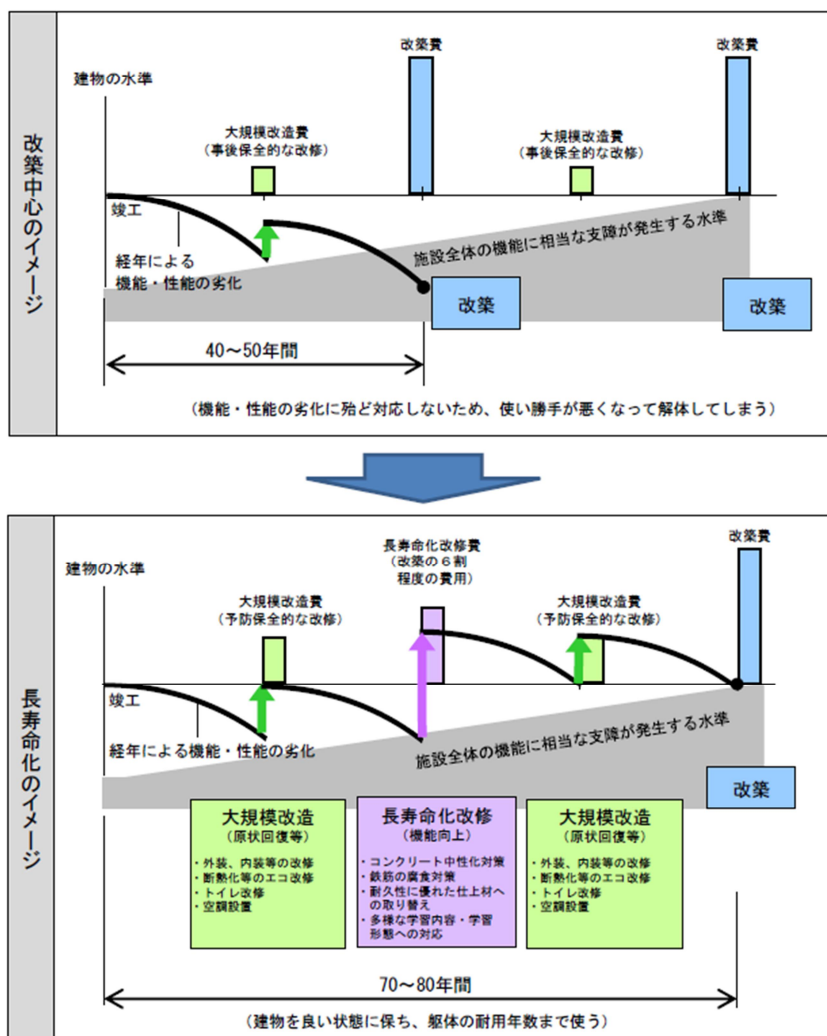 改築中心のイメージ
建物の水準
改築費
改築費
大規模改造費
（事後保全的な改修）
大規模改造費
（事後保全的な改修）
竣工
経年による
機能・性能の劣化
施設全体の機能に相当な支障が発生する水準
改築
改築
40～50年間
（機能・性能の劣化に殆ど対応しないため、使い勝手が悪くなって解体してしまう）
長寿命化のイメージ
建物の水準
改築費
長寿命化改修費
（改築の６割
程度の費用）
大規模改造費
（予防保全的な改修）
大規模改造費
（予防保全的な改修）
竣工
経年による機能・性能の劣化
施設全体の機能に相当な支障が発生する水準
改築
大規模改造
（原状回復等）
・外装、内装等の改修
・断熱化等のエコ改修
・トイレ改修
・空調設置
長寿命化改修
（機能向上）
・コンクリート中性化対策
・鉄筋の腐食対策
・耐久性に優れた仕上材へ
の取り替え
・多様な学習内容・学習
形態への対応
大規模改造
（原状回復等）
・外装、内装等の改修
・断熱化等のエコ改修
・トイレ改修
・空調設置
70～80年間
（建物を良い状態に保ち、躯体の耐用年数まで使う）